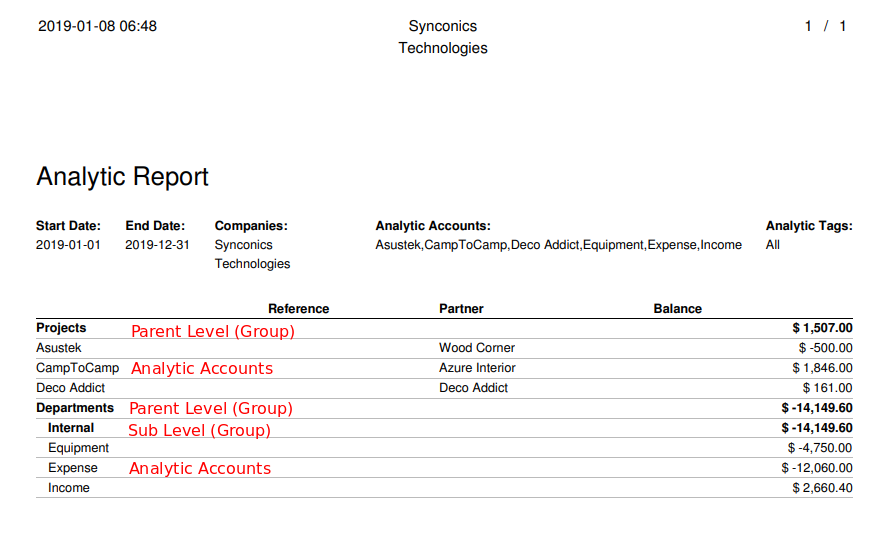 2019-01-08 06:48 Synconics 1 / 1
Technologies
Analytic Report
Start Date: End Date: Companies: Analytic Accounts: Analytic Tags:
2019-01-01 2019-12-31 Synconics Asustek,CampToCamp,Deco Addict,Equipment,Expense,Income All
Technologies
Reference Partner Balance
Projects Parent Level (Group) $ 1,507.00
Asustek Wood Corner $ -500.00
CampToCamp Analytic Accounts Azure Interior $ 1,846.00
Deco Addict Deco Addict $ 161.00
Departments Parent Level (Group) $ -14,149.60
Internal Sub Level (Group) $ -14,149.60
Equipment $ -4,750.00
Expense Analytic Accounts $ -12,060.00
Income $ 2,660.40